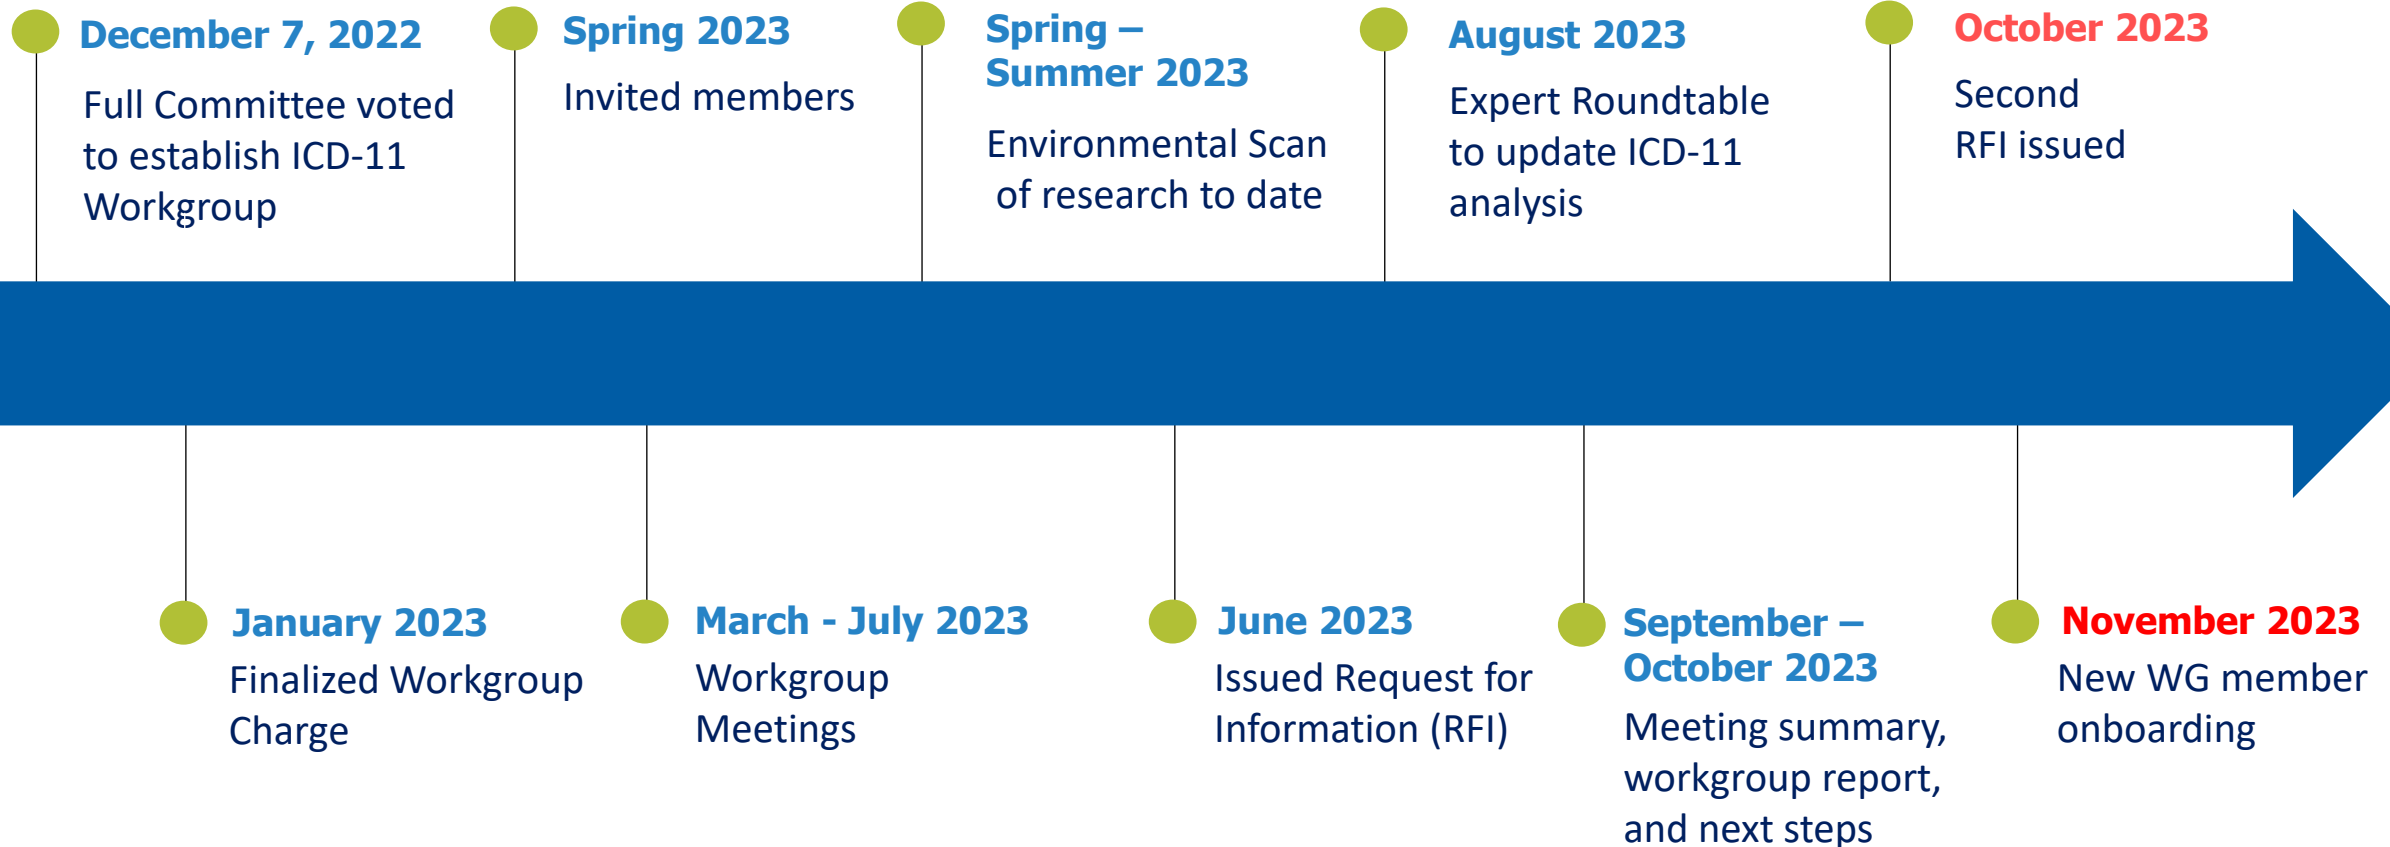 December 7, 2022
Full Committee voted
to establish ICD-11
Workgroup
Spring 2023
Invited members
Spring –
Summer 2023
Environmental Scan
of research to date
August 2023
Expert Roundtable
to update ICD-11
analysis
October 2023
Second
RFI issued
January 2023
Finalized Workgroup
Charge
March - July 2023
Workgroup
Meetings
June 2023
Issued Request for
Information (RFI)
September –
October 2023
Meeting summary,
workgroup report,
and next steps
November 2023
New WG member
onboarding